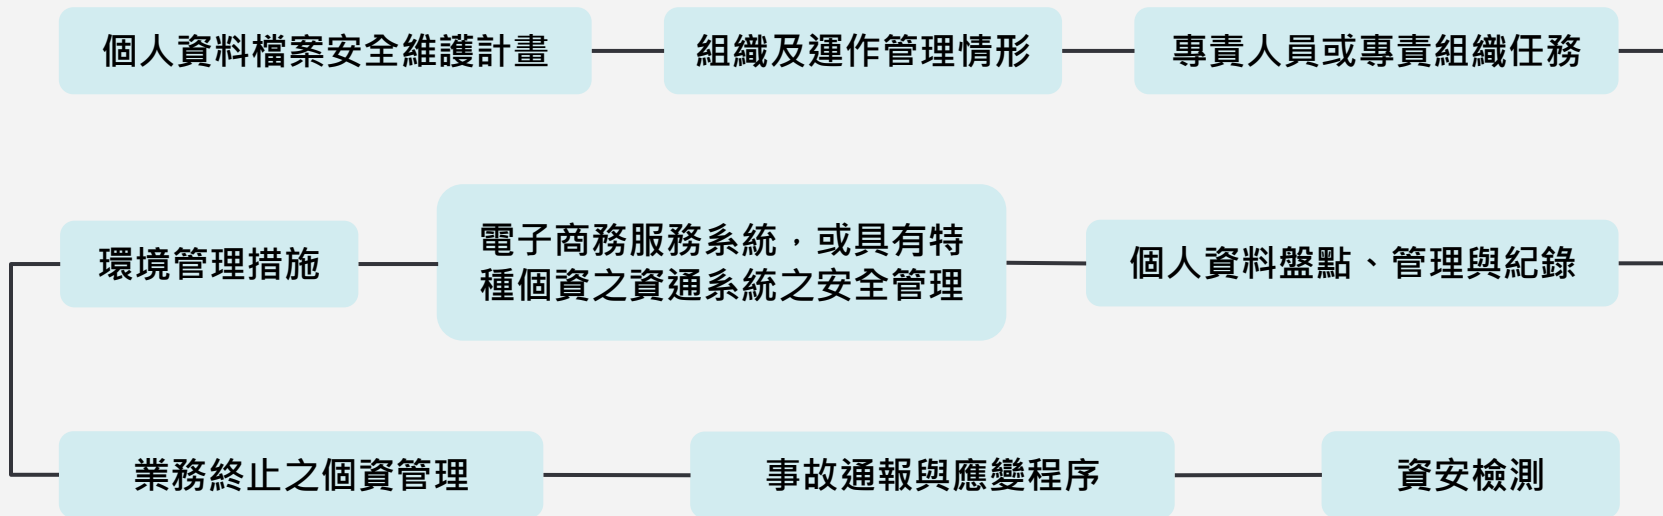 個人資料檔案安全維護計畫
組織及運作管理情形
專責人員或專責組織任務
個人資料盤點、管理與紀錄
電子商務服務系統，或具有特
種個資之資通系統之安全管理
環境管理措施
業務終止之個資管理
事故通報與應變程序
資安檢測